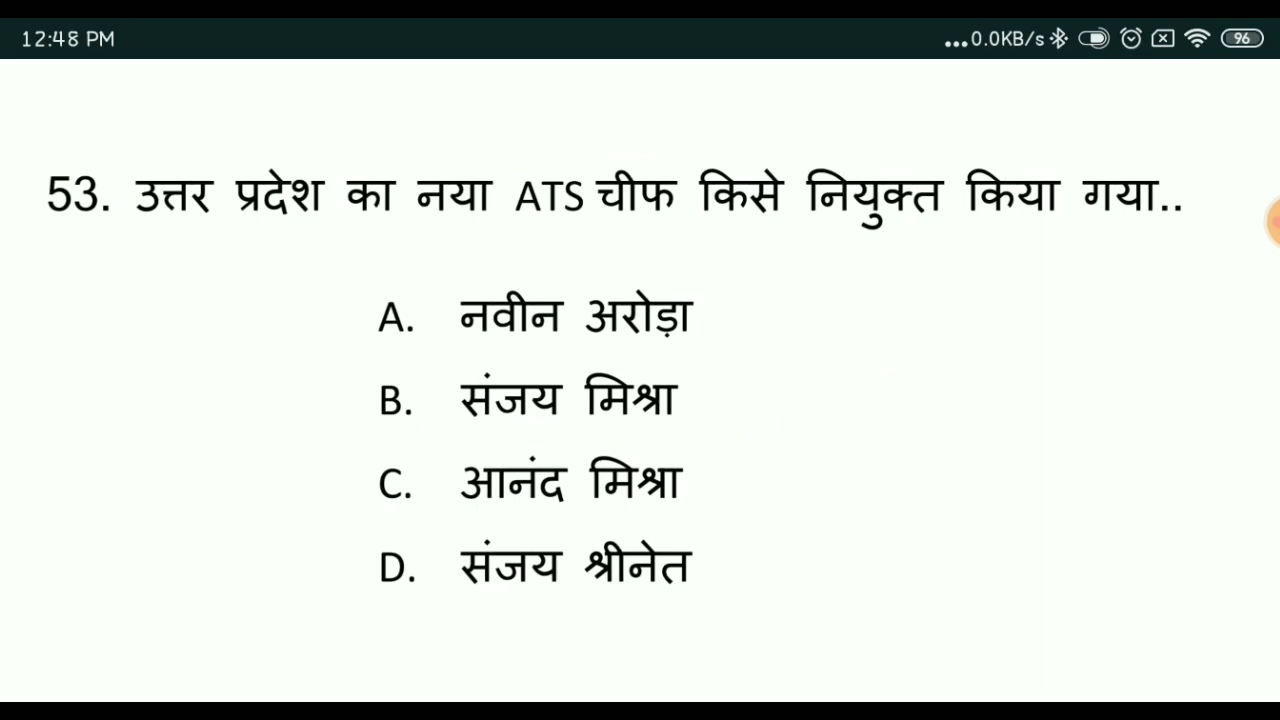 12:48 PM ...0.0KB/s 96
53. उत्तर प्रदेश का नया ATS चीफ किसे नियुक्त किया गया..
A. नवीन अरोड़ा
B. संजय मिश्रा
C. आनंद मिश्रा
D. संजय श्रीनेत